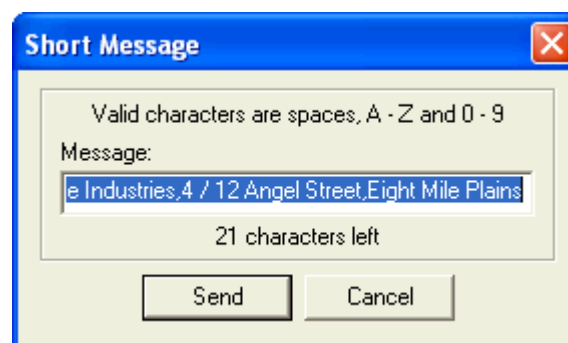 Short Message
Valid characters are spaces, A - Z and 0 - 9
Message:
e Industries,4 / 12 Angel Street,Eight Mile Plains
21 characters left
Send Cancel